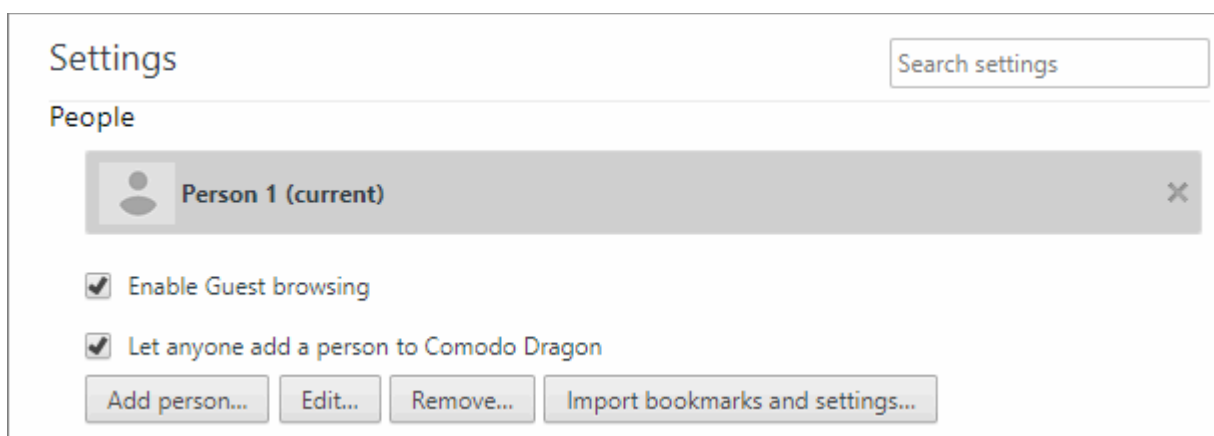 Settings
Search settings
People
Person 1 (current)
Enable Guest browsing
Let anyone add a person to Comodo Dragon
Add person... Edit... Remove... Import bookmarks and settings...